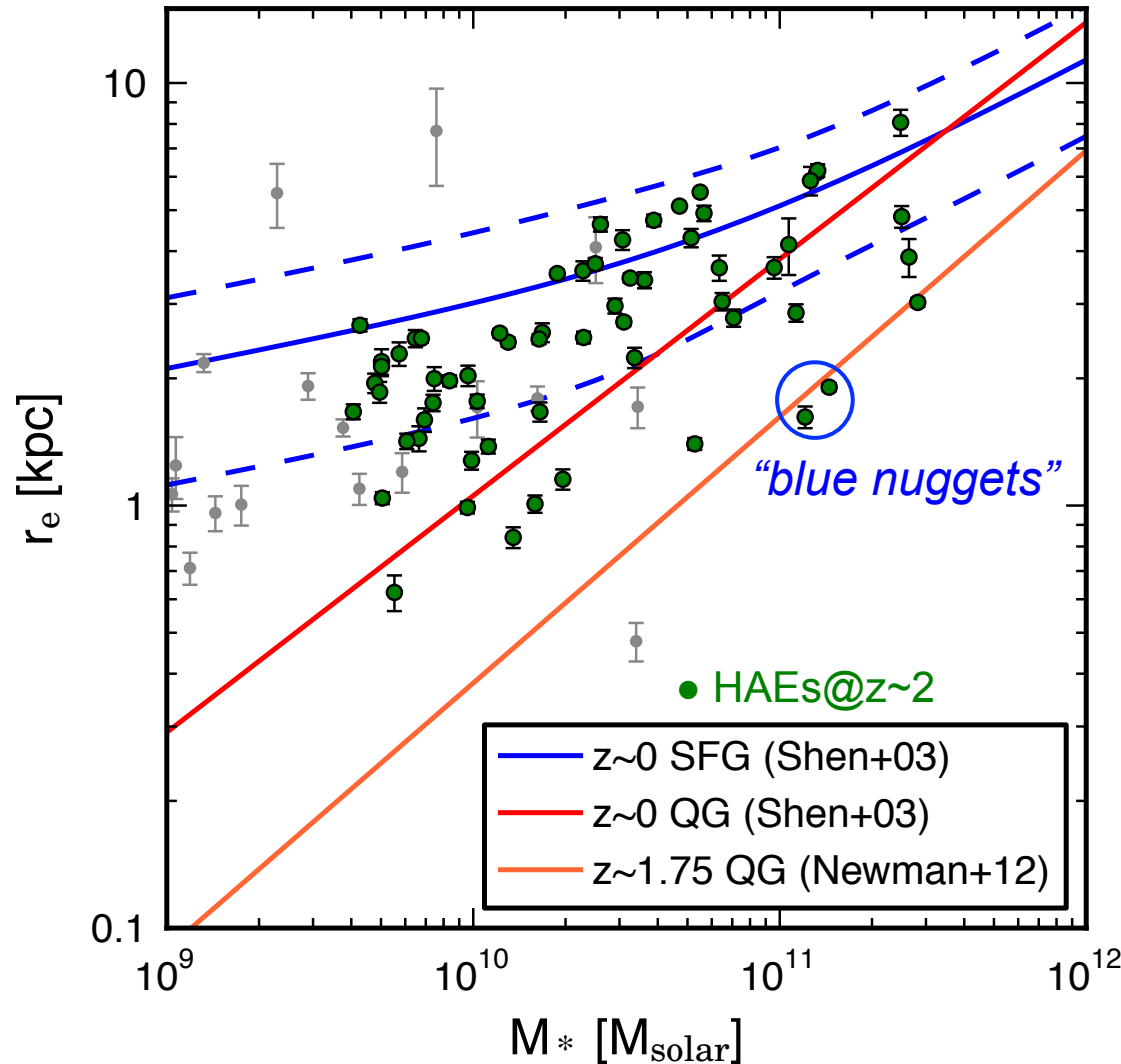 10
1
0.1
r_e [kpc]
"blue nuggets"
HAEs@z~2
z~0 SFG (Shen+03)
z~0 QG (Shen+03)
z~1.75 QG (Newman+12)
10^9 10^10 10^11 10^12
M_* [M_solar]